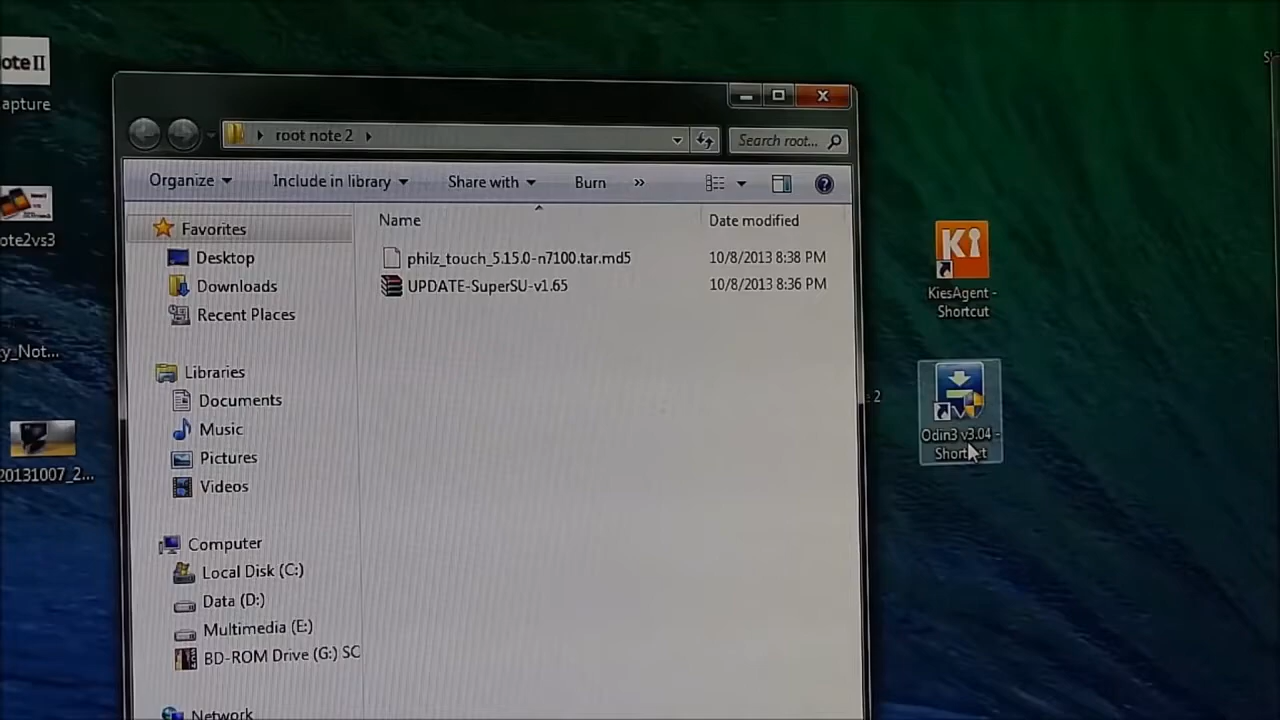 ote II
apture
ote2vs3
y_Not...
20131007_2...
root note 2
Search root...
Organize
Include in library
Share with
Burn
»
?
Name
Date modified
Favorites
Desktop
Downloads
Recent Places
Libraries
Documents
Music
Pictures
Videos
Computer
Local Disk (C:)
Data (D:)
Multimedia (E:)
BD-ROM Drive (G:) SC
Network
philz_touch_5.15.0-n7100.tar.md5
10/8/2013 8:38 PM
UPDATE-SuperSU-v1.65
10/8/2013 8:36 PM
Ki
KiesAgent -
Shortcut
2
Odin3 v3.04 -
Shortcut